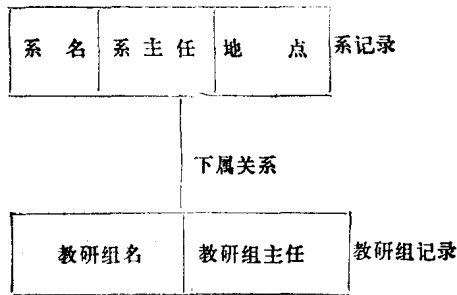 系 名 系 主 任 地 点 系记录
下属关系
教研组名 教研组主任 教研组记录